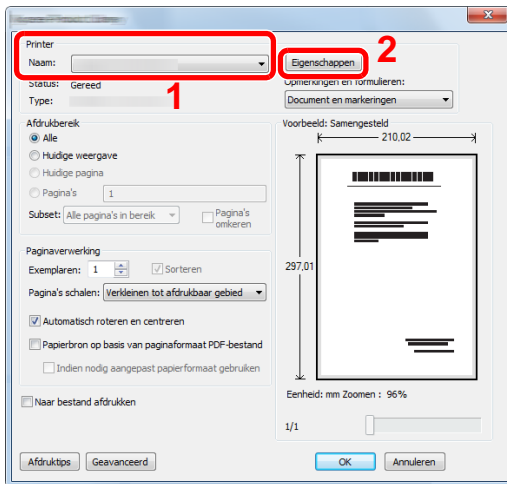 Printer
Naam:
Eigenschappen
2
Status: Gereed
1
Opmerkingen en formulieren:
Type:
Document en markeringen
Afdrukbereik
Alle
Huidige weergave
Huidige pagina
Pagina's 1
Subset: Alle pagina's in bereik
Pagina's omkeren
Paginaverwerking
Exemplaren: 1
Sorteren
Pagina's schalen: Verkleinen tot afdrukbaar gebied
Automatisch roteren en centreren
Papierbron op basis van paginaformaat PDF-bestand
Indien nodig aangepast papierformaat gebruiken
Naar bestand afdrukken
Voorbeeld: Samengesteld
210,02
297,01
Eenheid: mm Zoomen : 96%
1/1
Afdruktips
Geavanceerd
OK
Annuleren